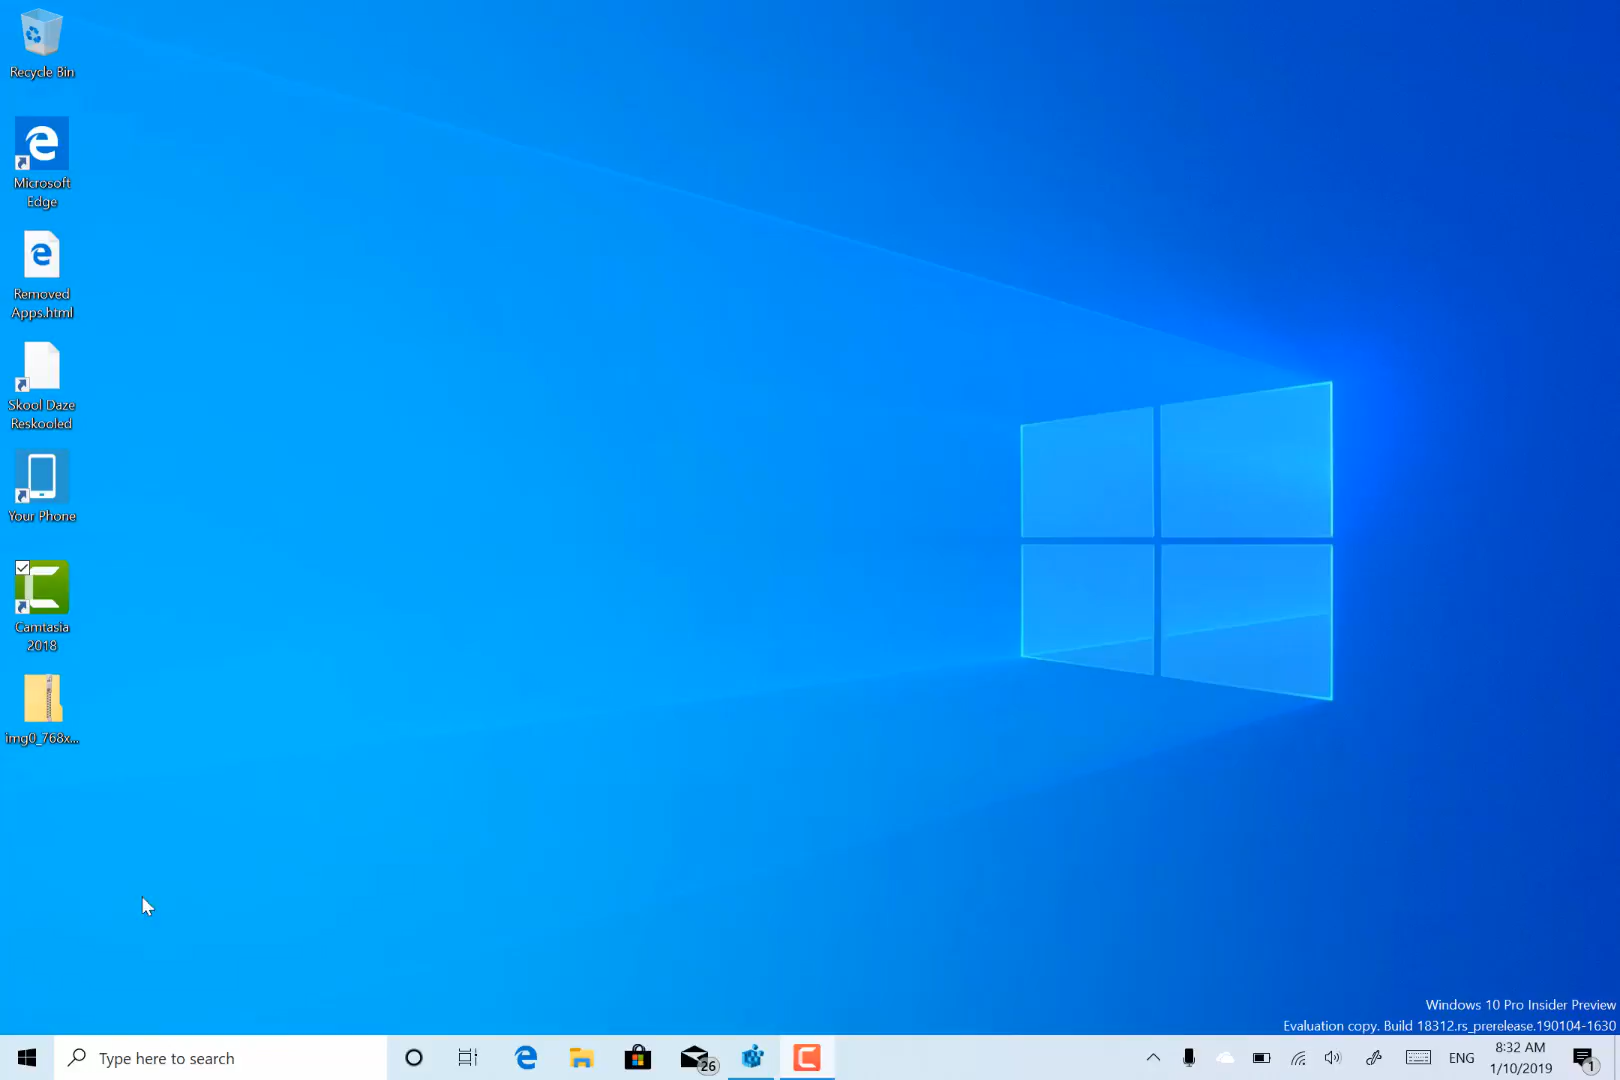 Recycle Bin
Microsoft
Edge
Removed
Apps.html
Skool Daze
Reskooled
Your Phone
Camtasia
2018
img0_768x...
Windows 10 Pro Insider Preview
Evaluation copy. Build 18312.rs_prerelease.190104-1630
Type here to search
26
ENG
8:32 AM
1/10/2019
1